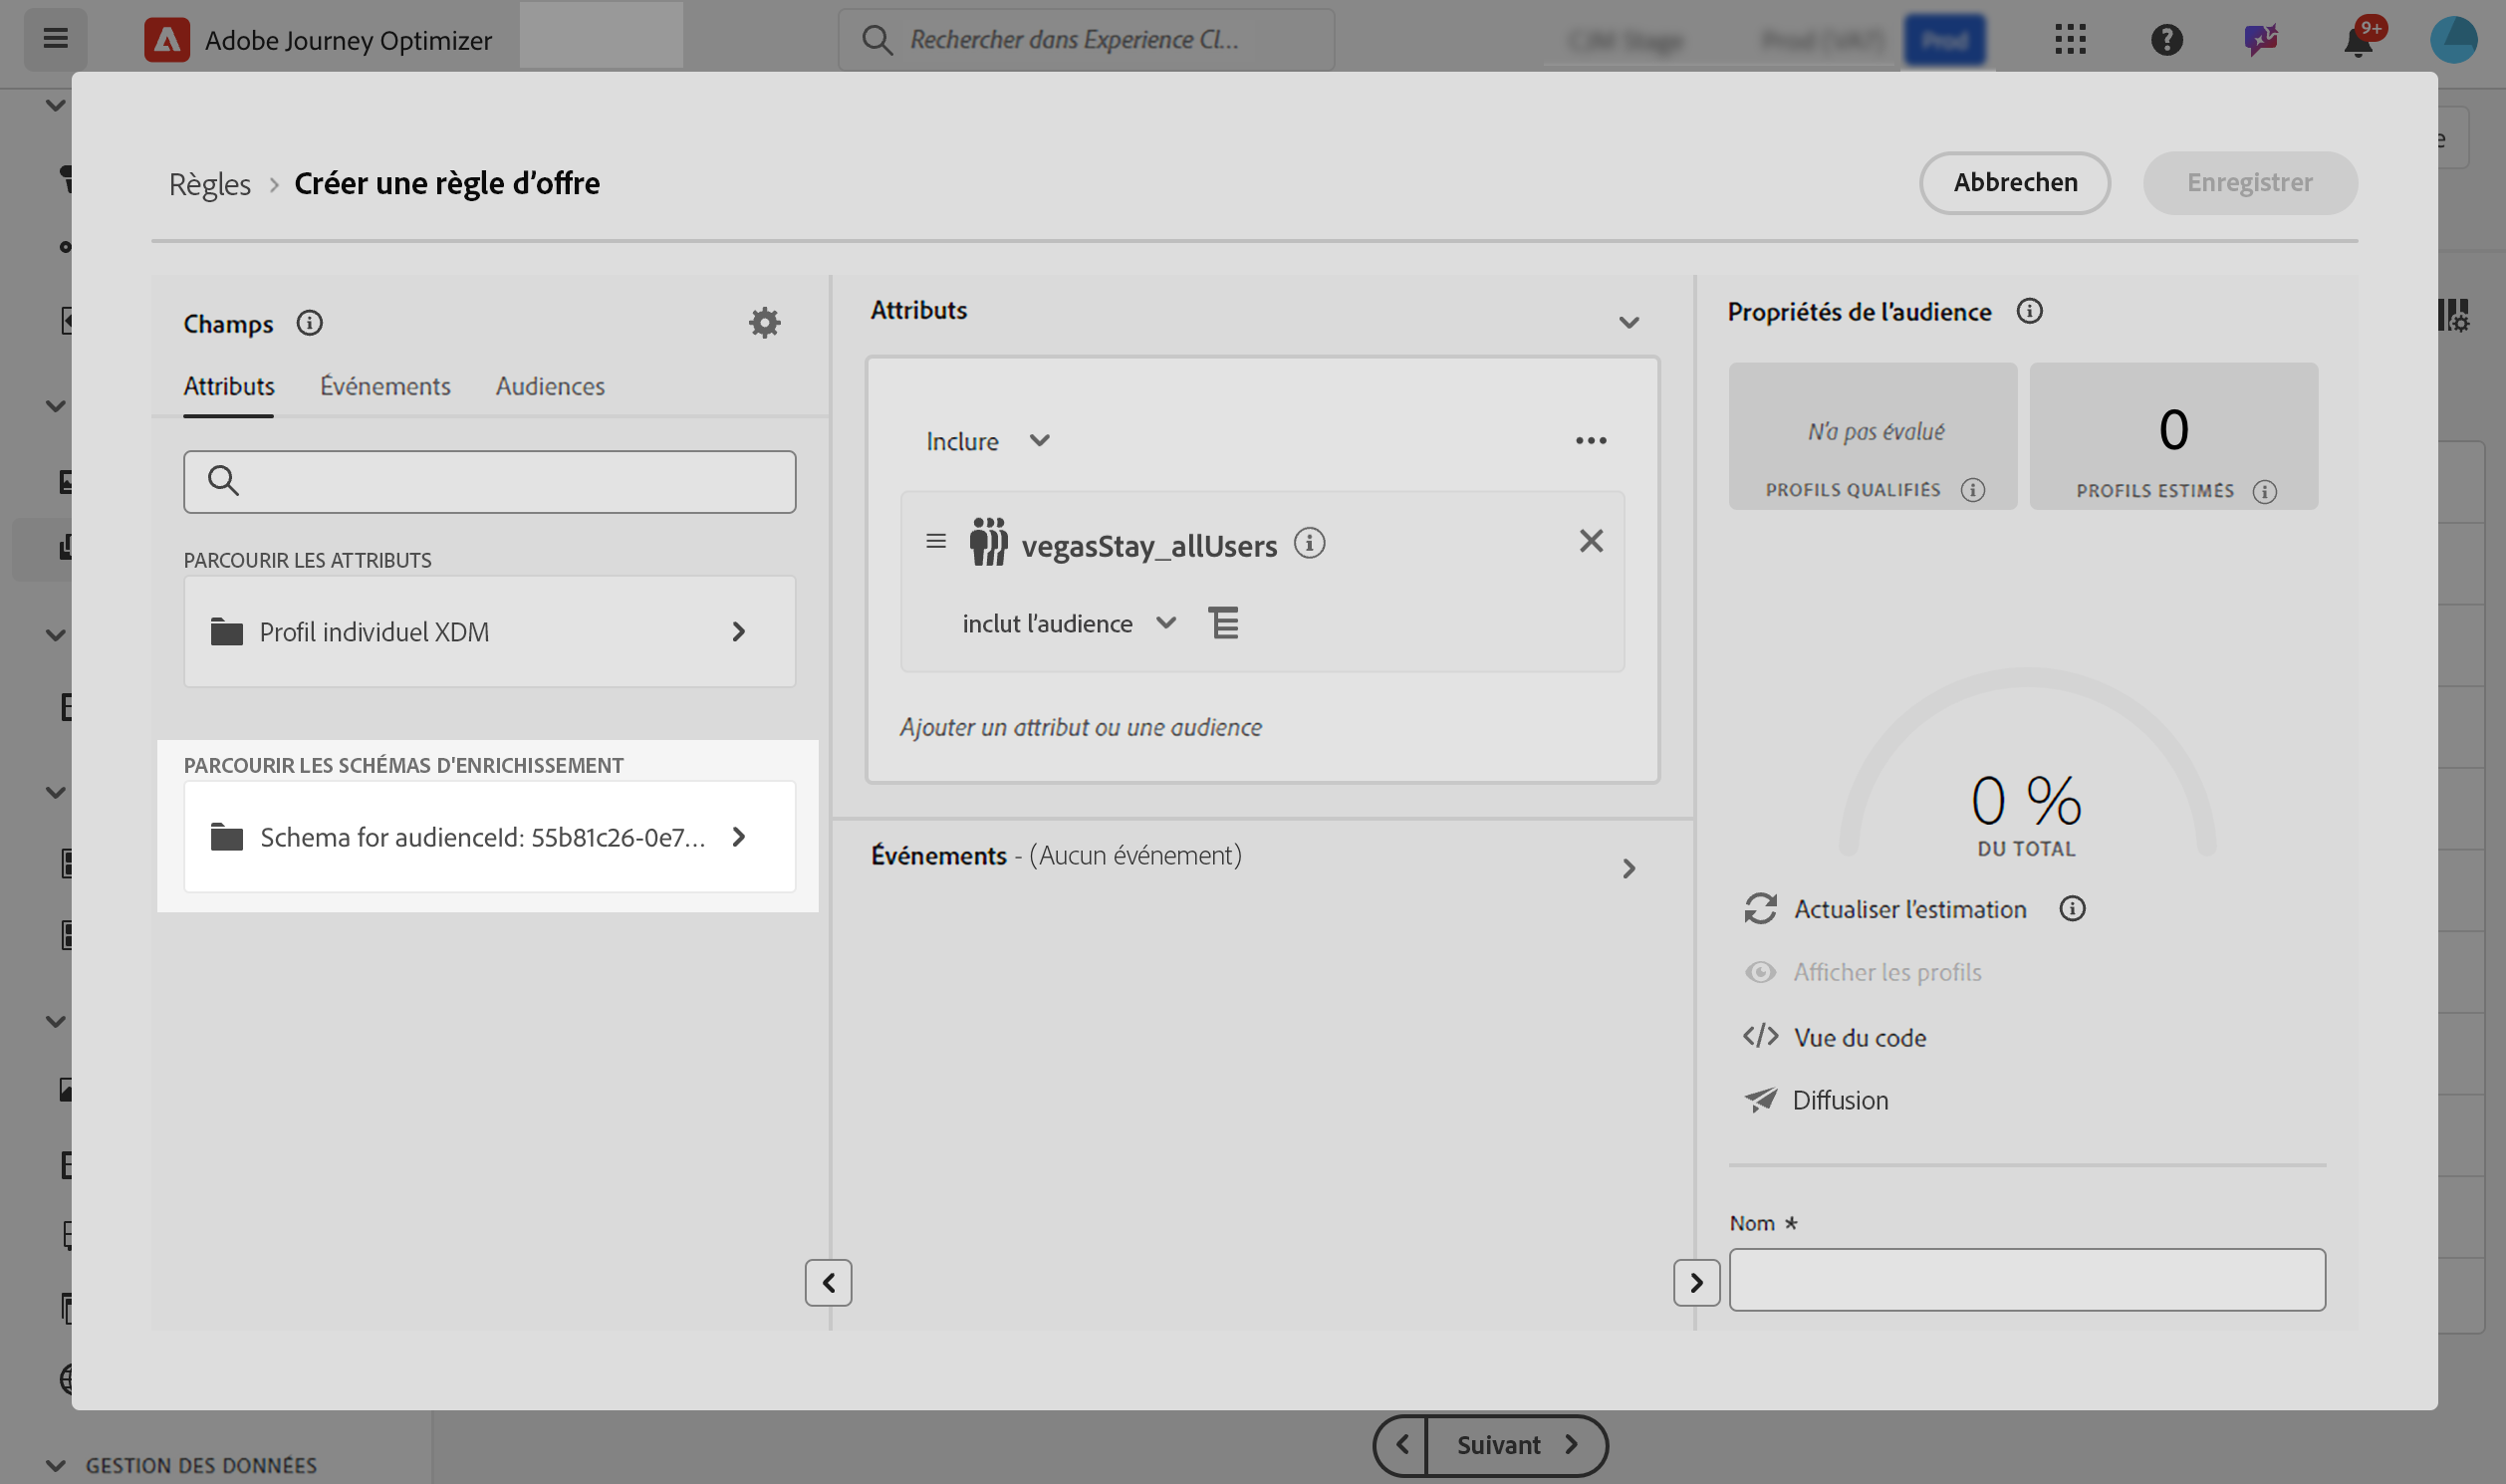 Adobe Journey Optimizer
Rechercher dans Experience Cl...
Prod
9+
e
Règles > Créer une règle d’offre
Abbrechen
Enregistrer
Champs
Attributs
Événements
Audiences
PARCOURIR LES ATTRIBUTS
Profil individuel XDM
PARCOURIR LES SCHÉMAS D'ENRICHISSEMENT
Schema for audienceId: 55b81c26-0e7...
Attributs
Inclure
vegasStay_allUsers
inclut l’audience
Ajouter un attribut ou une audience
Événements - (Aucun événement)
Propriétés de l’audience
N’a pas évalué
PROFILS QUALIFIÉS
0
PROFILS ESTIMÉS
0 %
DU TOTAL
Actualiser l’estimation
Afficher les profils
Vue du code
Diffusion
Nom *
Suivant
GESTION DES DONNÉES